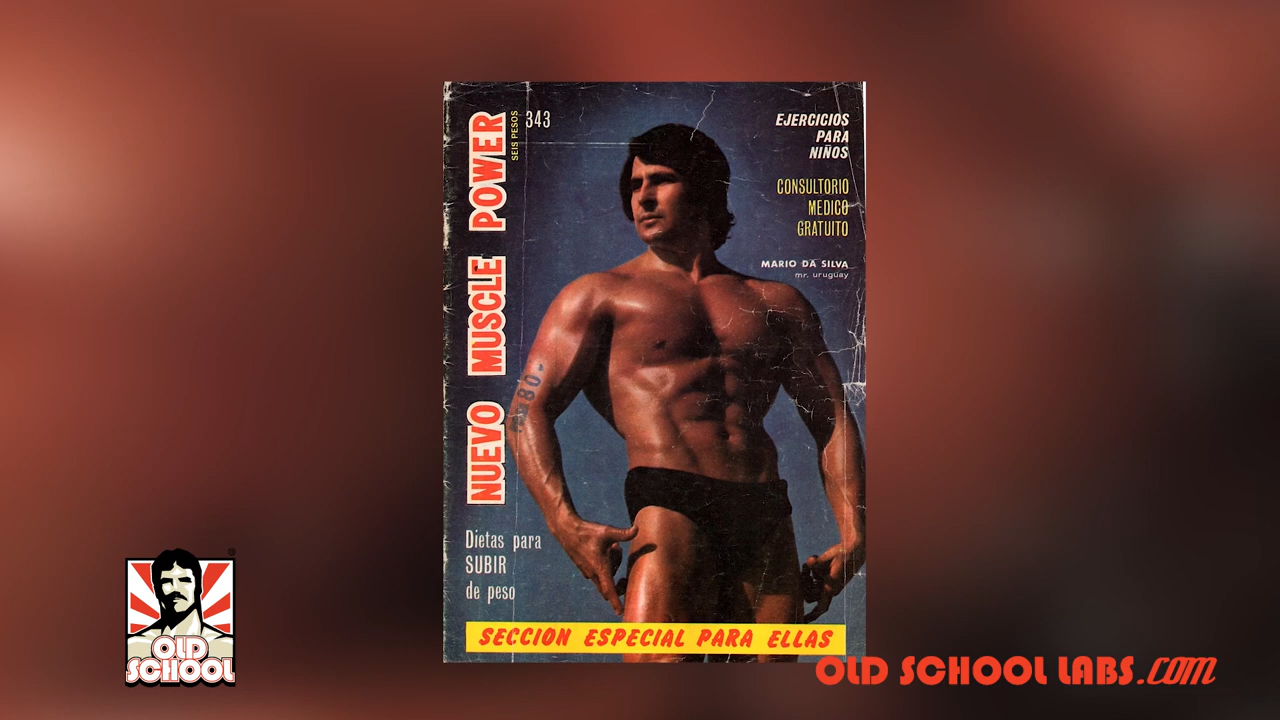 NUEVO MUSCLE POWER
SEIS PESOS
343
EJERCICIOS
PARA
NIÑOS
CONSULTORIO
MEDICO
GRATUITO
MARIO DA SILVA
mr. uruguay
80
Dietas para
SUBIR
de peso
SECCION ESPECIAL PARA ELLAS
OLD
SCHOOL
®
OLD SCHOOL LABS.com